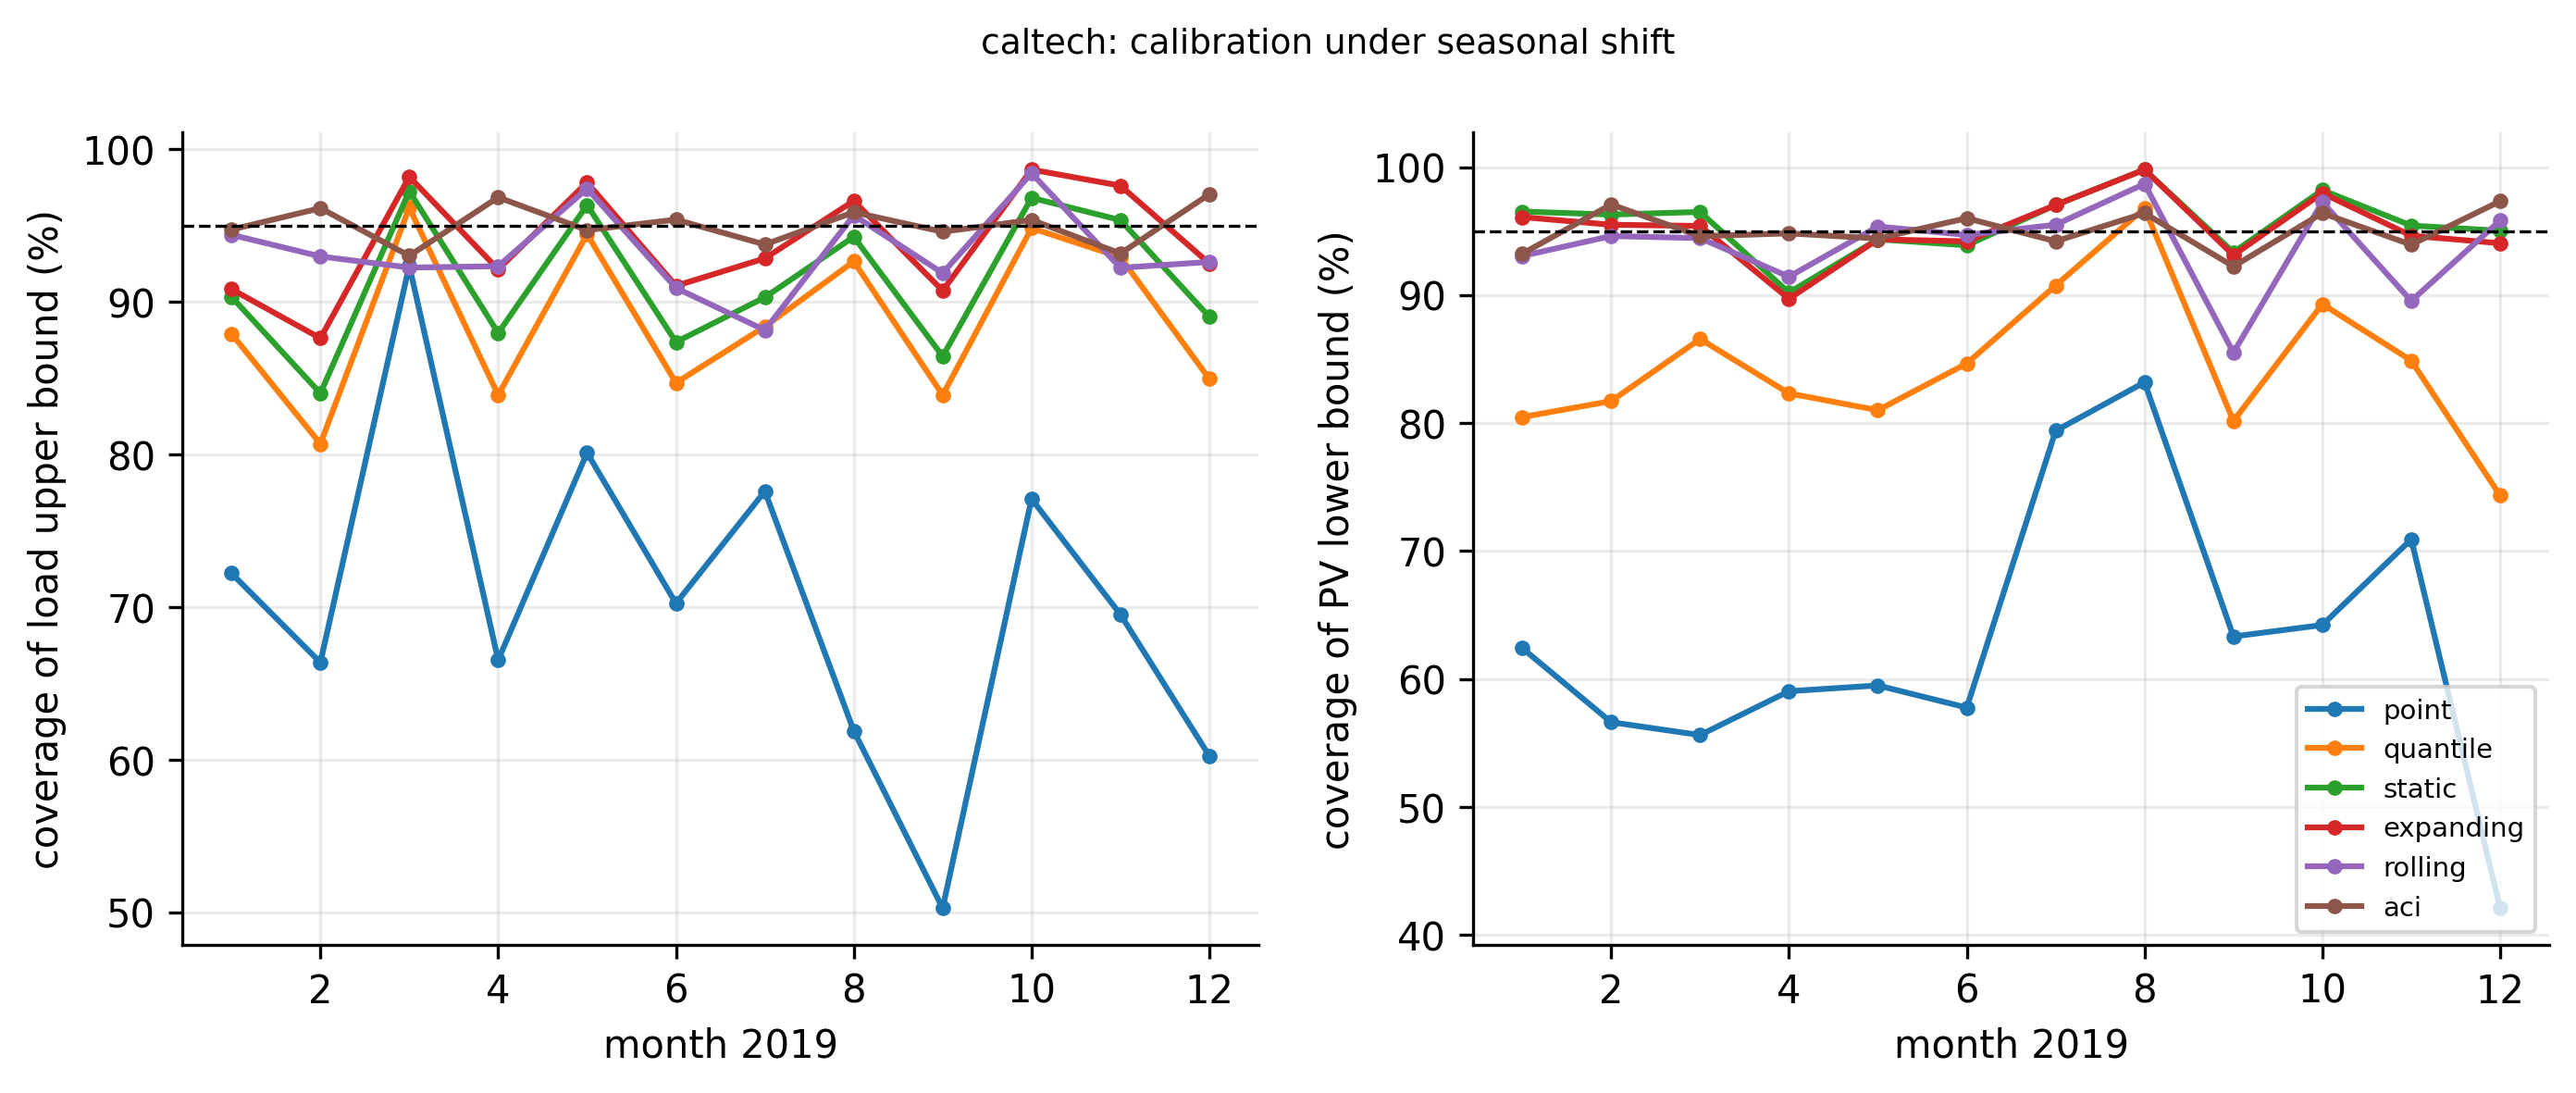 caltech: calibration under seasonal shift
coverage of load upper bound (%)
100
90
80
70
60
50
2 4 6 8 10 12
month 2019
coverage of PV lower bound (%)
100
90
80
70
60
50
40
2 4 6 8 10 12
month 2019
point
quantile
static
expanding
rolling
aci